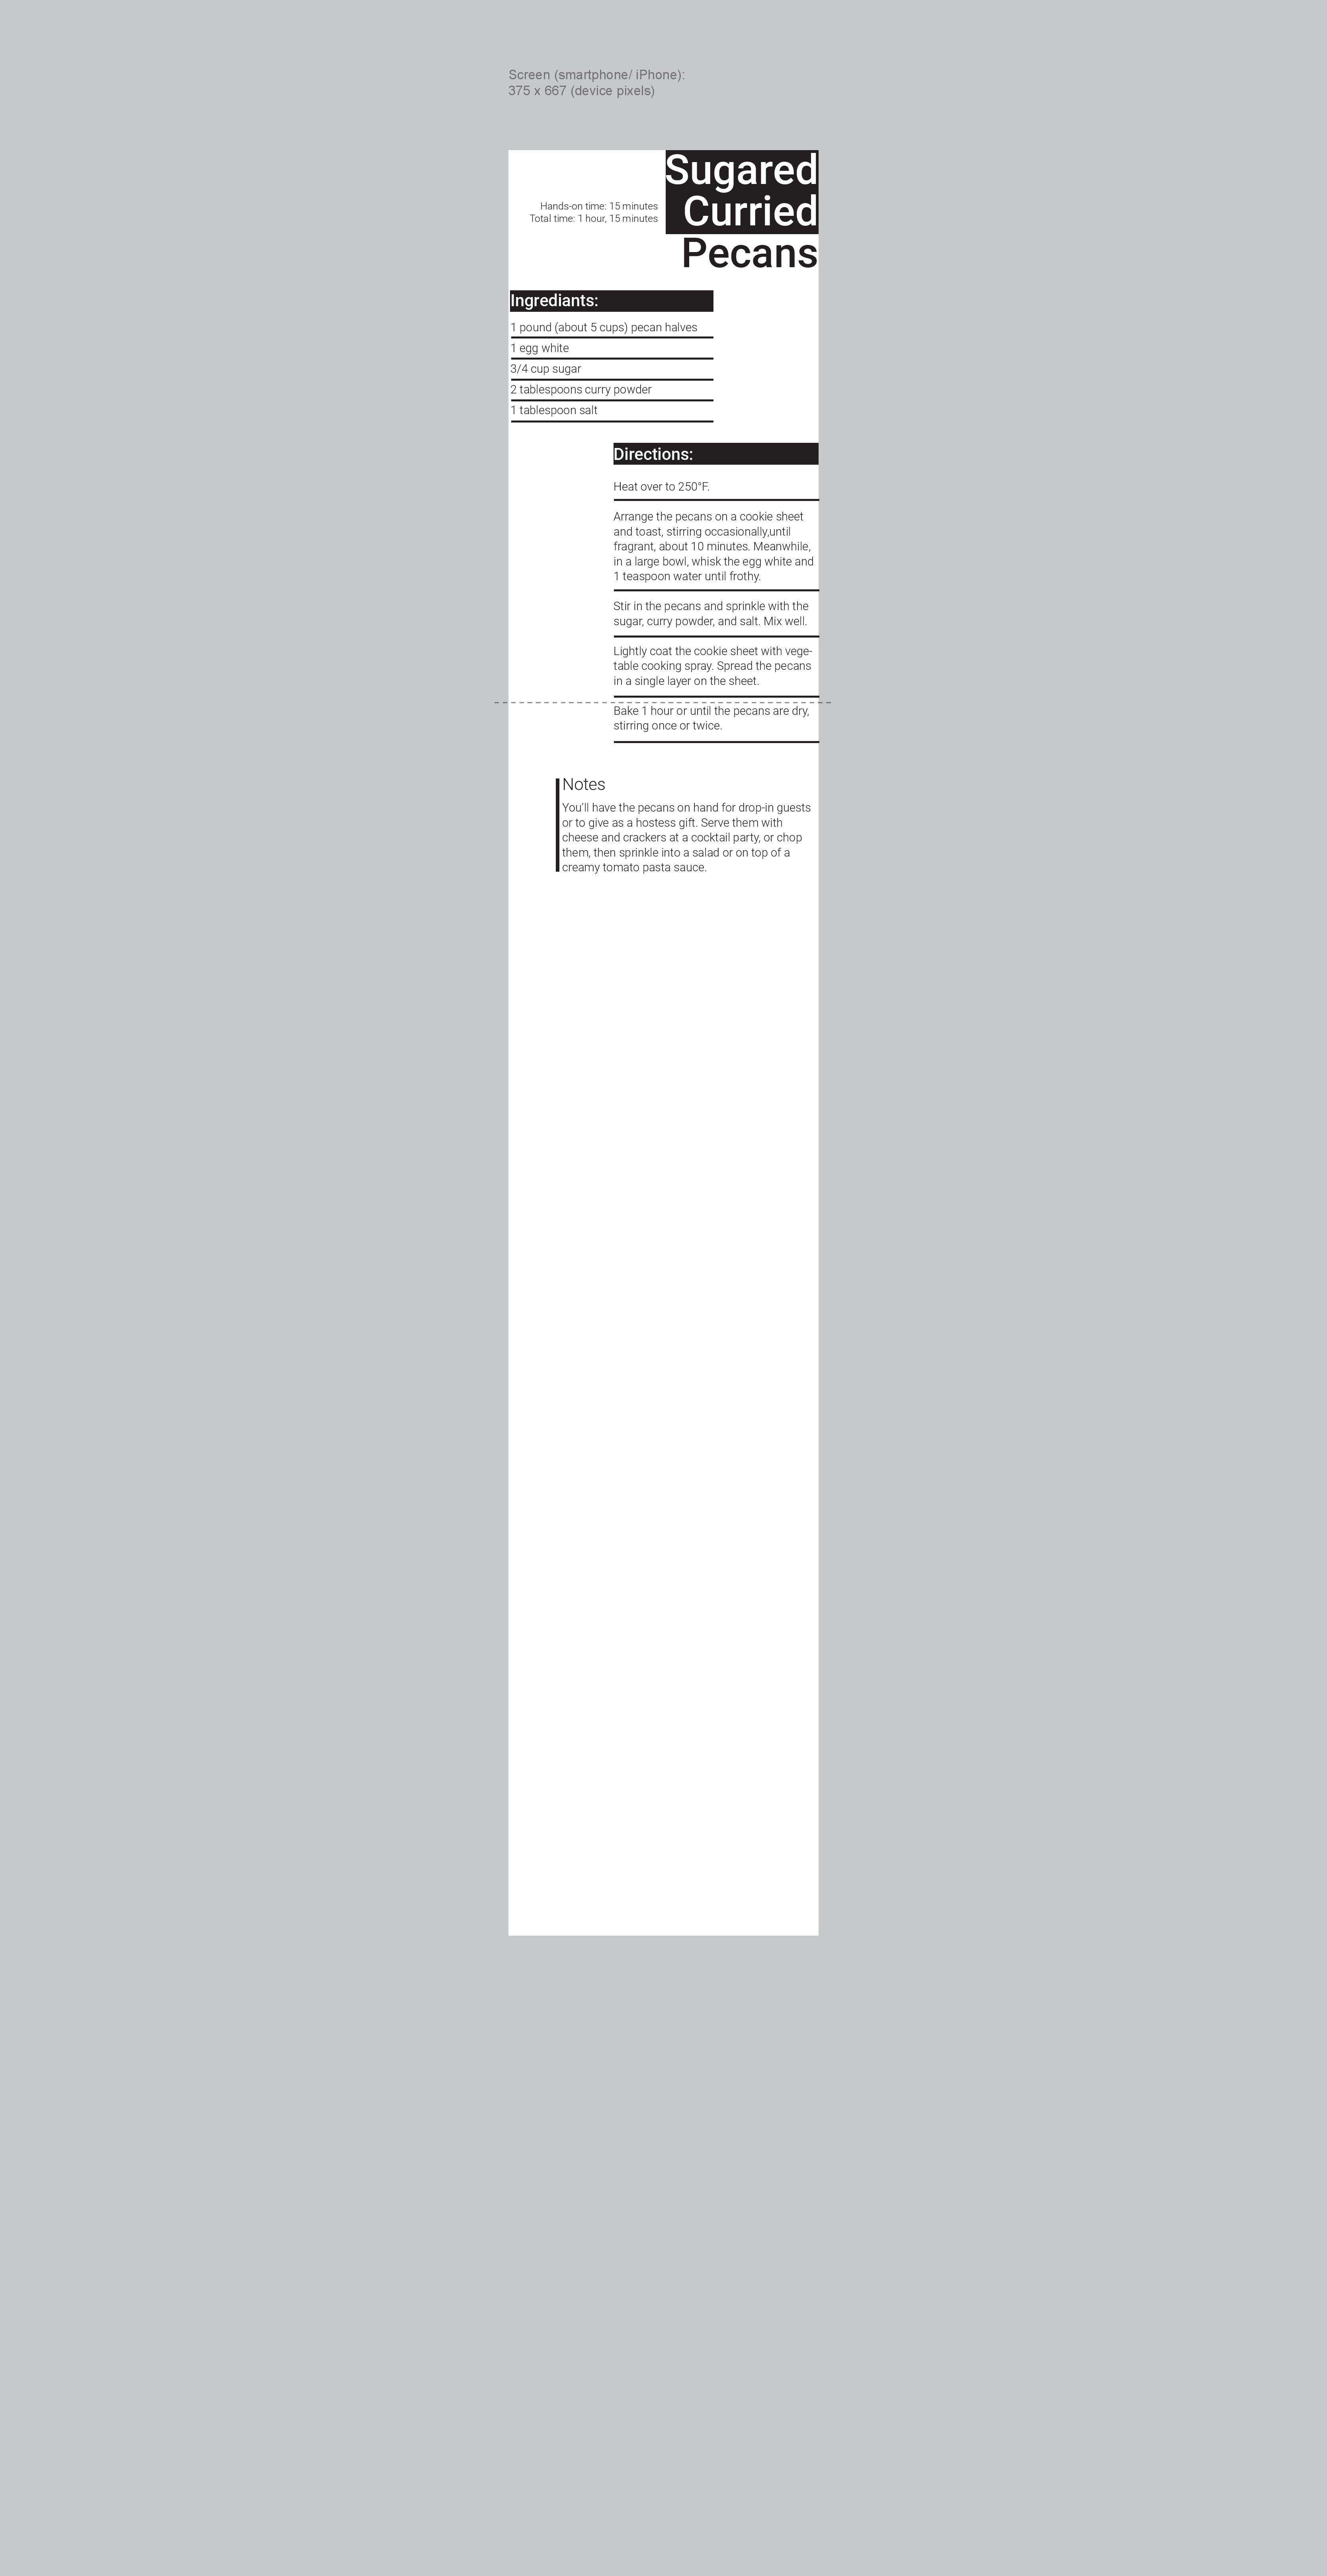 Screen (smartphone/ iPhone):
375 x 667 (device pixels)
Sugared
Curried
Pecans
Hands-on time: 15 minutes
Total time: 1 hour, 15 minutes
Ingrediants:
1 pound (about 5 cups) pecan halves
1 egg white
3/4 cup sugar
2 tablespoons curry powder
1 tablespoon salt
Directions:
Heat over to 250°F.
Arrange the pecans on a cookie sheet
and toast, stirring occasionally,until
fragrant, about 10 minutes. Meanwhile,
in a large bowl, whisk the egg white and
1 teaspoon water until frothy.
Stir in the pecans and sprinkle with the
sugar, curry powder, and salt. Mix well.
Lightly coat the cookie sheet with vege-
table cooking spray. Spread the pecans
in a single layer on the sheet.
Bake 1 hour or until the pecans are dry,
stirring once or twice.
Notes
You'll have the pecans on hand for drop-in guests
or to give as a hostess gift. Serve them with
cheese and crackers at a cocktail party, or chop
them, then sprinkle into a salad or on top of a
creamy tomato pasta sauce.